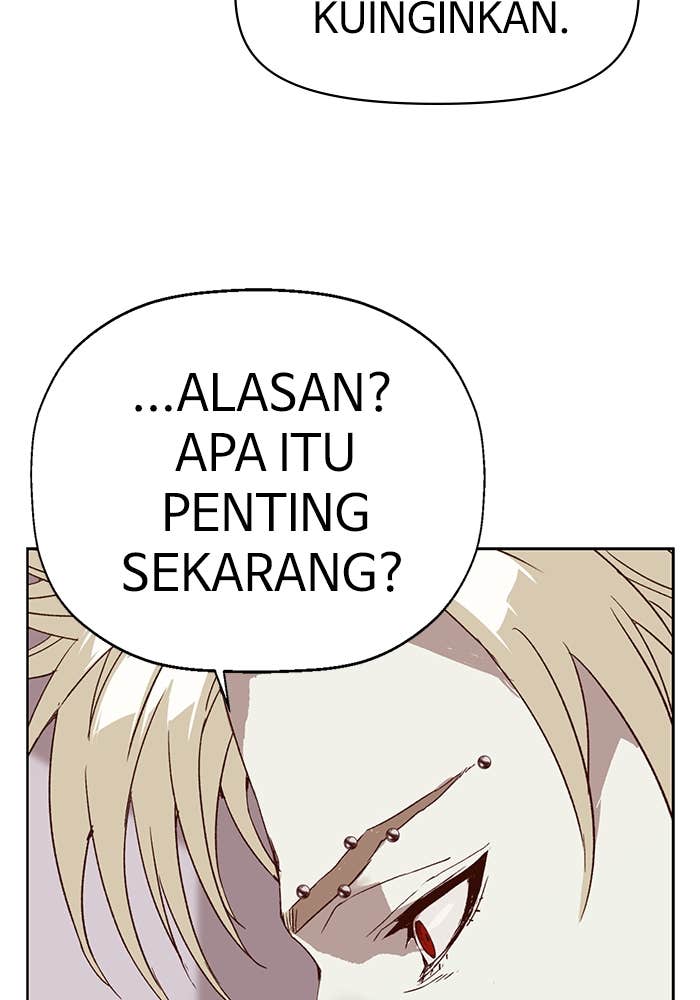 KUINGINKAN.
...ALASAN?
APA ITU
PENTING
SEKARANG?